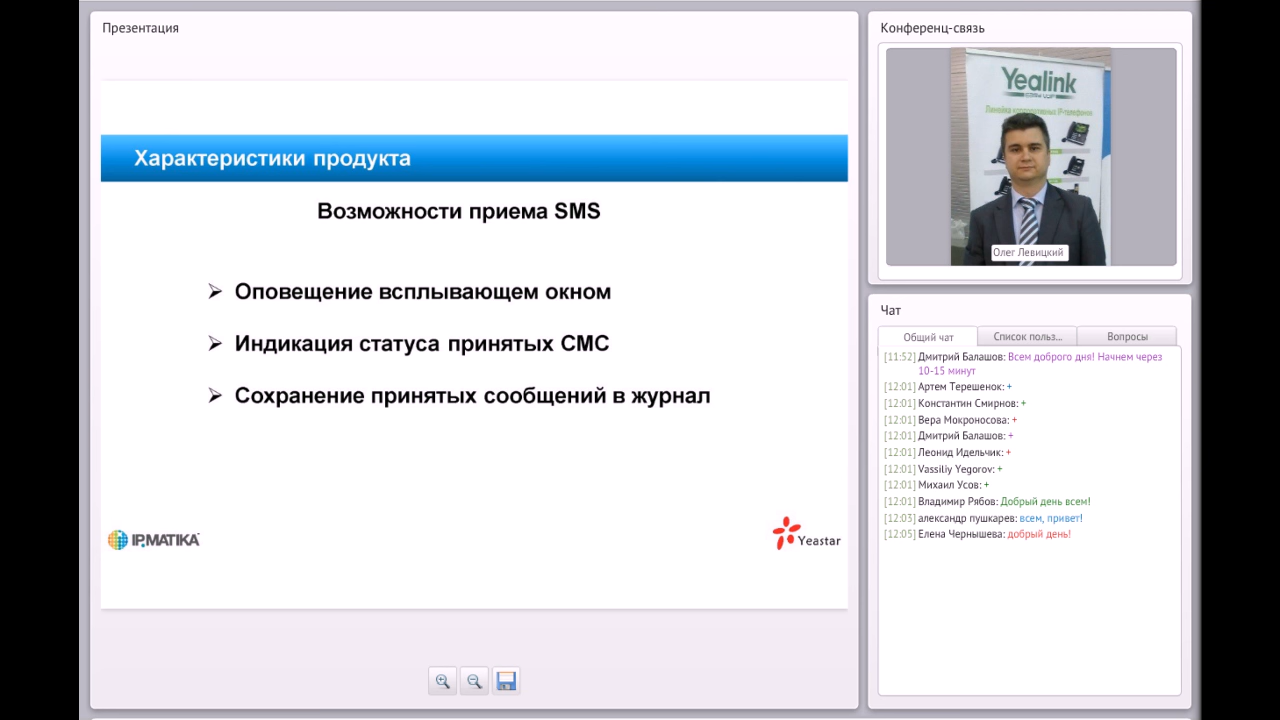 Презентация
Характеристики продукта
Возможности приема SMS
Оповещение всплывающем окном
Индикация статуса принятых СМС
Сохранение принятых сообщений в журнал
IPMATIKA
Yeastar
Конференц-связь
Yealink
Олег Левицкий
Чат
Общий чат
Список польз...
Вопросы
[11:52] Дмитрий Балашов: Всем доброго дня! Начнем через
10-15 минут
[12:01] Артем Терешенок: +
[12:01] Константин Смирнов: +
[12:01] Вера Мокроносова: +
[12:01] Дмитрий Балашов: +
[12:01] Леонид Идельчик: +
[12:01] Vassiliy Yegorov: +
[12:01] Михаил Усов: +
[12:01] Владимир Рябов: Добрый день всем!
[12:03] александр пушкарев: всем, привет!
[12:05] Елена Чернышева: добрый день!